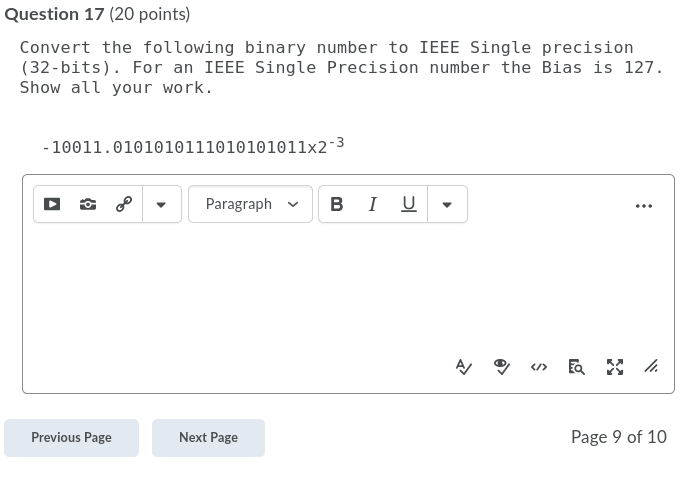 Question 17 (20 points)
Convert the following binary number to IEEE Single precision
(32-bits). For an IEEE Single Precision number the Bias is 127.
Show all your work.
-10011.0101010111010101011x2⁻³
Paragraph
B I U
Previous Page Next Page Page 9 of 10